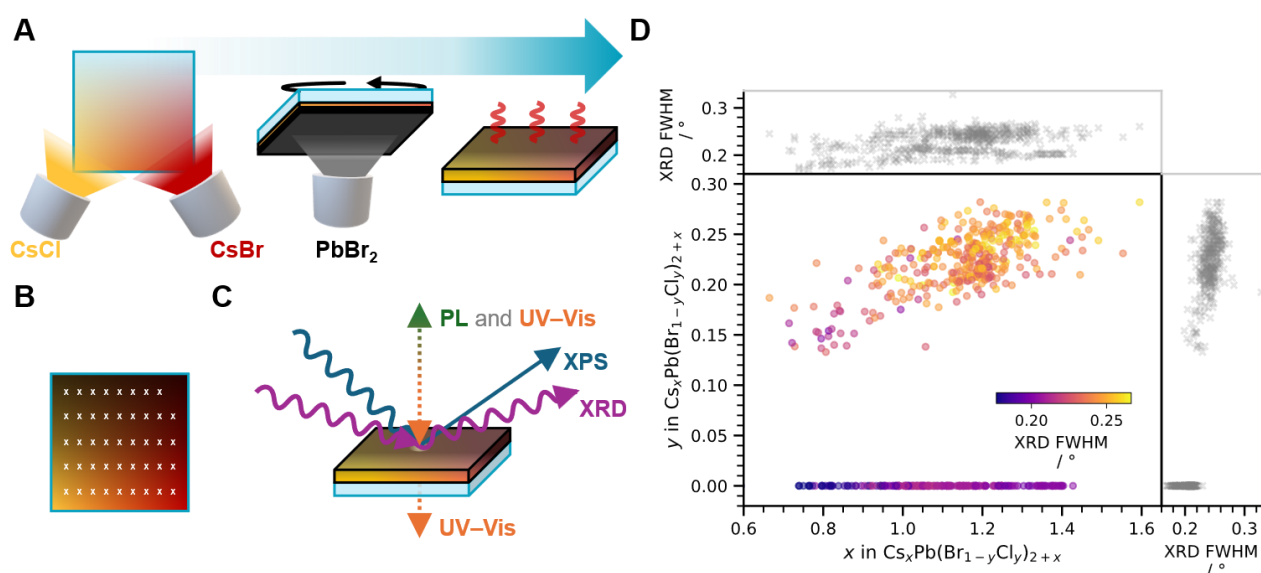 A
CsCl
CsBr
PbBr₂
B
x x x x x x x x
x x x x x x x x x
x x x x x x x x x
x x x x x x x x x
x x x x x x x x x
C
PL and UV–Vis
XPS
XRD
UV–Vis
D
XRD FWHM
/ °
0.3
0.2
0.30
0.25
0.20
0.15
0.10
0.05
0.00
y in CsₓPb(Br₁₋yCly)₂₊ₓ
0.20 0.25
XRD FWHM
/ °
0.6 0.8 1.0 1.2 1.4 1.6
x in CsₓPb(Br₁₋yCly)₂₊ₓ
0.2 0.3
XRD FWHM
/ °